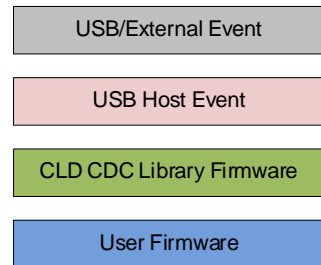 USB/External Event
USB Host Event
CLD CDC Library Firmware
User Firmware